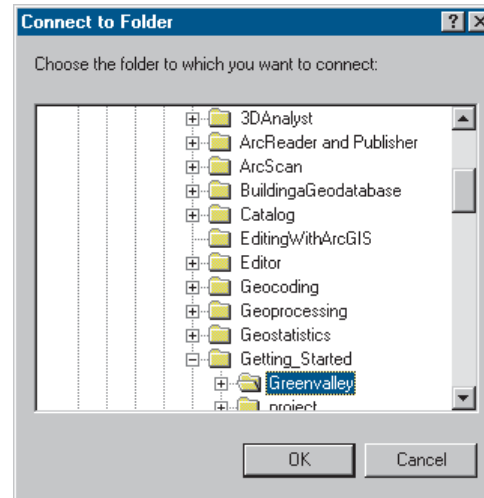 Connect to Folder
Choose the folder to which you want to connect:
3DAnalyst
ArcReader and Publisher
ArcScan
BuildingaGeodatabase
Catalog
EditingWithArcGIS
Editor
Geocoding
Geoprocessing
Geostatistics
Getting_Started
Greenvalley
project
OK Cancel